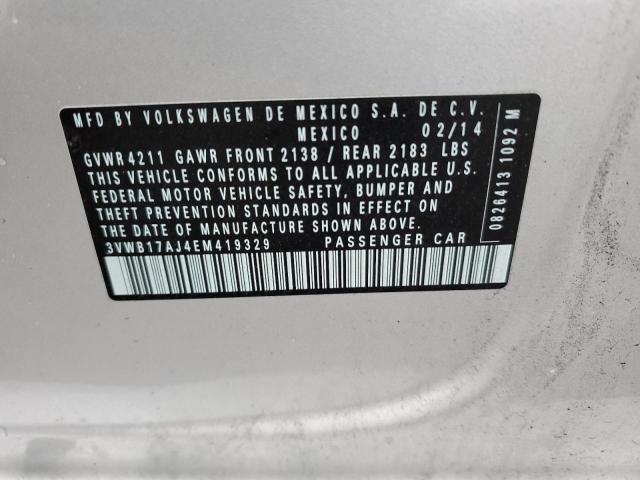 MFD BY VOLKSWAGEN DE MEXICO S.A. DE C.V.
MEXICO 02/14
GVWR 4211 GAWR FRONT 2138 / REAR 2183 LBS
THIS VEHICLE CONFORMS TO ALL APPLICABLE U.S.
FEDERAL MOTOR VEHICLE SAFETY, BUMPER AND
THEFT PREVENTION STANDARDS IN EFFECT ON
THE DATE OF MANUFACTURE SHOWN ABOVE.
3VWB17AJ4EM419329 PASSENGER CAR
0826413 1092 M